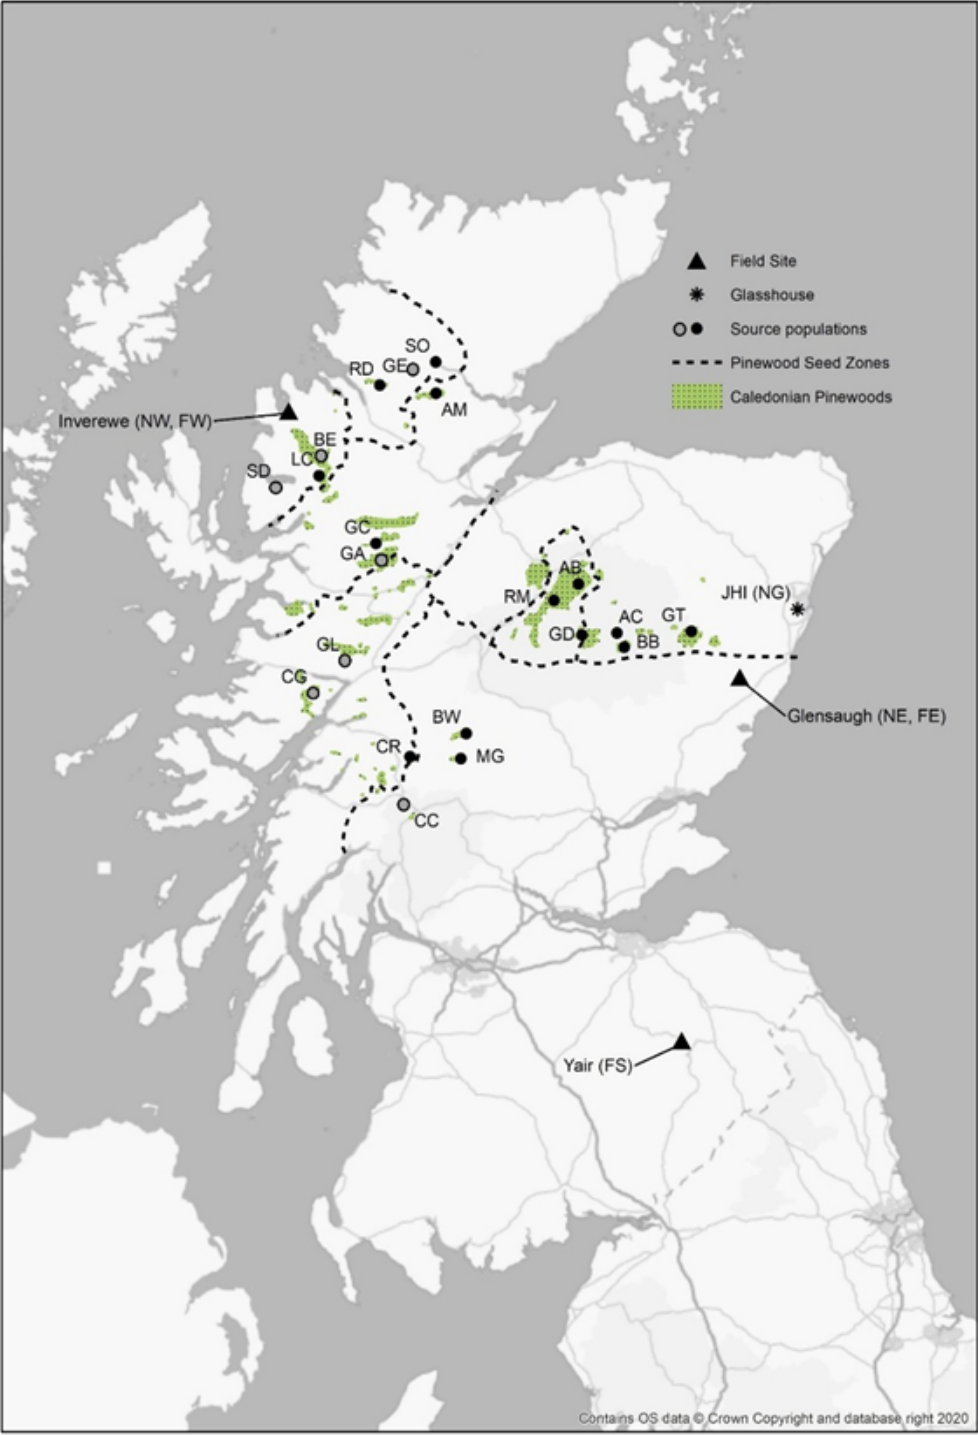 Field Site
Glasshouse
Source populations
Pinewood Seed Zones
Caledonian Pinewoods
SO
RD
GE
AM
Inverewe (NW, FW)
BE
LC
SD
GC
GA
AB
RM
JHI (NG)
AC
GT
GD
BB
GL
CG
Glensaugh (NE, FE)
BW
CR
MG
CC
Yair (FS)
Contains OS data © Crown Copyright and database right 2020